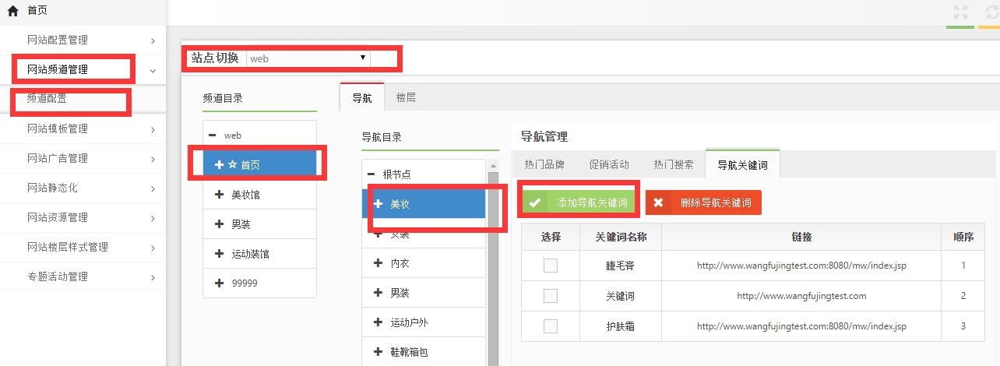 首页
网站配置管理
网站频道管理
频道配置
网站模板管理
网站广告管理
网站静态化
网站资源管理
网站楼层样式管理
专题活动管理
站点切换 web
频道目录
web
首页
美妆馆
男装
运动装馆
99999
导航 楼层
导航目录
根节点
美妆
女装
内衣
男装
运动户外
鞋靴箱包
导航管理
热门品牌 促销活动 热门搜索 导航关键词
添加导航关键词 删除导航关键词
选择 关键词名称 链接 顺序
睫毛膏 http://www.wangfujingtest.com:8080/mw/index.jsp 1
关键词 http://www.wangfujingtest.com 2
护肤霜 http://www.wangfujingtest.com:8080/mw/index.jsp 3